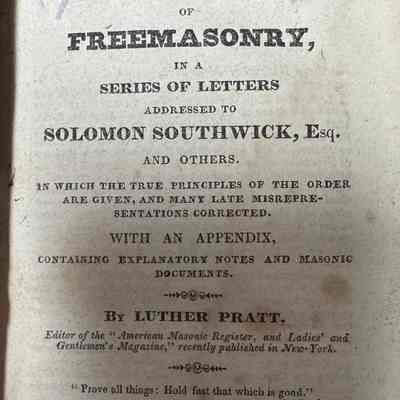 OF
FREEMASONRY,
IN A
SERIES OF LETTERS
ADDRESSED TO
SOLOMON SOUTHWICK, Esq.
AND OTHERS.
IN WHICH THE TRUE PRINCIPLES OF THE ORDER
ARE GIVEN, AND MANY LATE MISREPRE-
SENTATIONS CORRECTED.
WITH AN APPENDIX,
CONTAINING EXPLANATORY NOTES AND MASONIC
DOCUMENTS.
By LUTHER PRATT,
Editor of the "American Masonic Register, and Ladies' and
Gentlemen's Magazine," recently published in New-York.
"Prove all things: Hold fast that which is good."